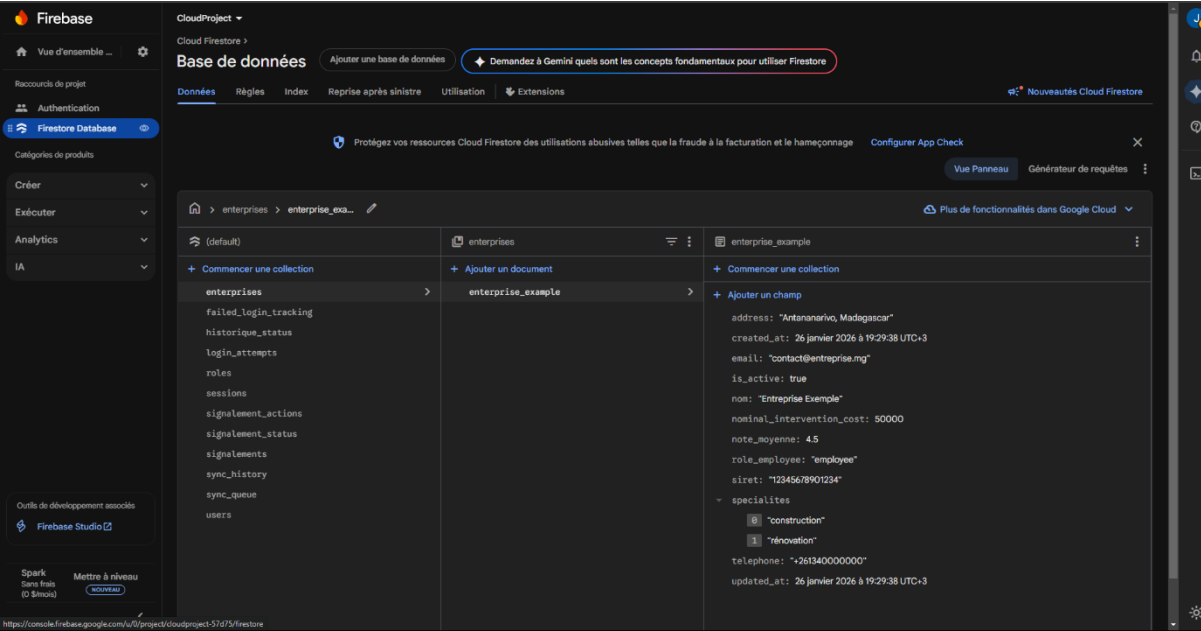 Firebase
Vue d'ensemble ...
Raccourcis de projet
Authentication
Firestore Database
Catégories de produits
Créer
Exécuter
Analytics
IA
Outils de développement associés
Firebase Studio
Spark
Sans frais
(0 $/mois)
Mettre à niveau
NOUVEAU
https://console.firebase.google.com/u/0/project/cloudproject-57d75/firestore
CloudProject
Cloud Firestore >
Base de données
Ajouter une base de données
Demandez à Gemini quels sont les concepts fondamentaux pour utiliser Firestore
Données Règles Index Reprise après sinistre Utilisation Extensions
Nouveautés Cloud Firestore
Protégez vos ressources Cloud Firestore des utilisations abusives telles que la fraude à la facturation et le hameçonnage Configurer App Check
Vue Panneau Générateur de requêtes
enterprises > enterprise_exa...
Plus de fonctionnalités dans Google Cloud
(default)
+ Commencer une collection
enterprises
failed_login_tracking
historique_status
login_attempts
roles
sessions
signalement_actions
signalement_status
signalements
sync_history
sync_queue
users
enterprises
+ Ajouter un document
enterprise_example
enterprise_example
+ Commencer une collection
+ Ajouter un champ
address: "Antananarivo, Madagascar"
created_at: 26 janvier 2026 à 19:29:38 UTC+3
email: "contact@entreprise.mg"
is_active: true
nom: "Entreprise Exemple"
nominal_intervention_cost: 50000
note_moyenne: 4.5
role_employee: "employee"
siret: "12345678901234"
specialites
0 "construction"
1 "rénovation"
telephone: "+261340000000"
updated_at: 26 janvier 2026 à 19:29:38 UTC+3
J